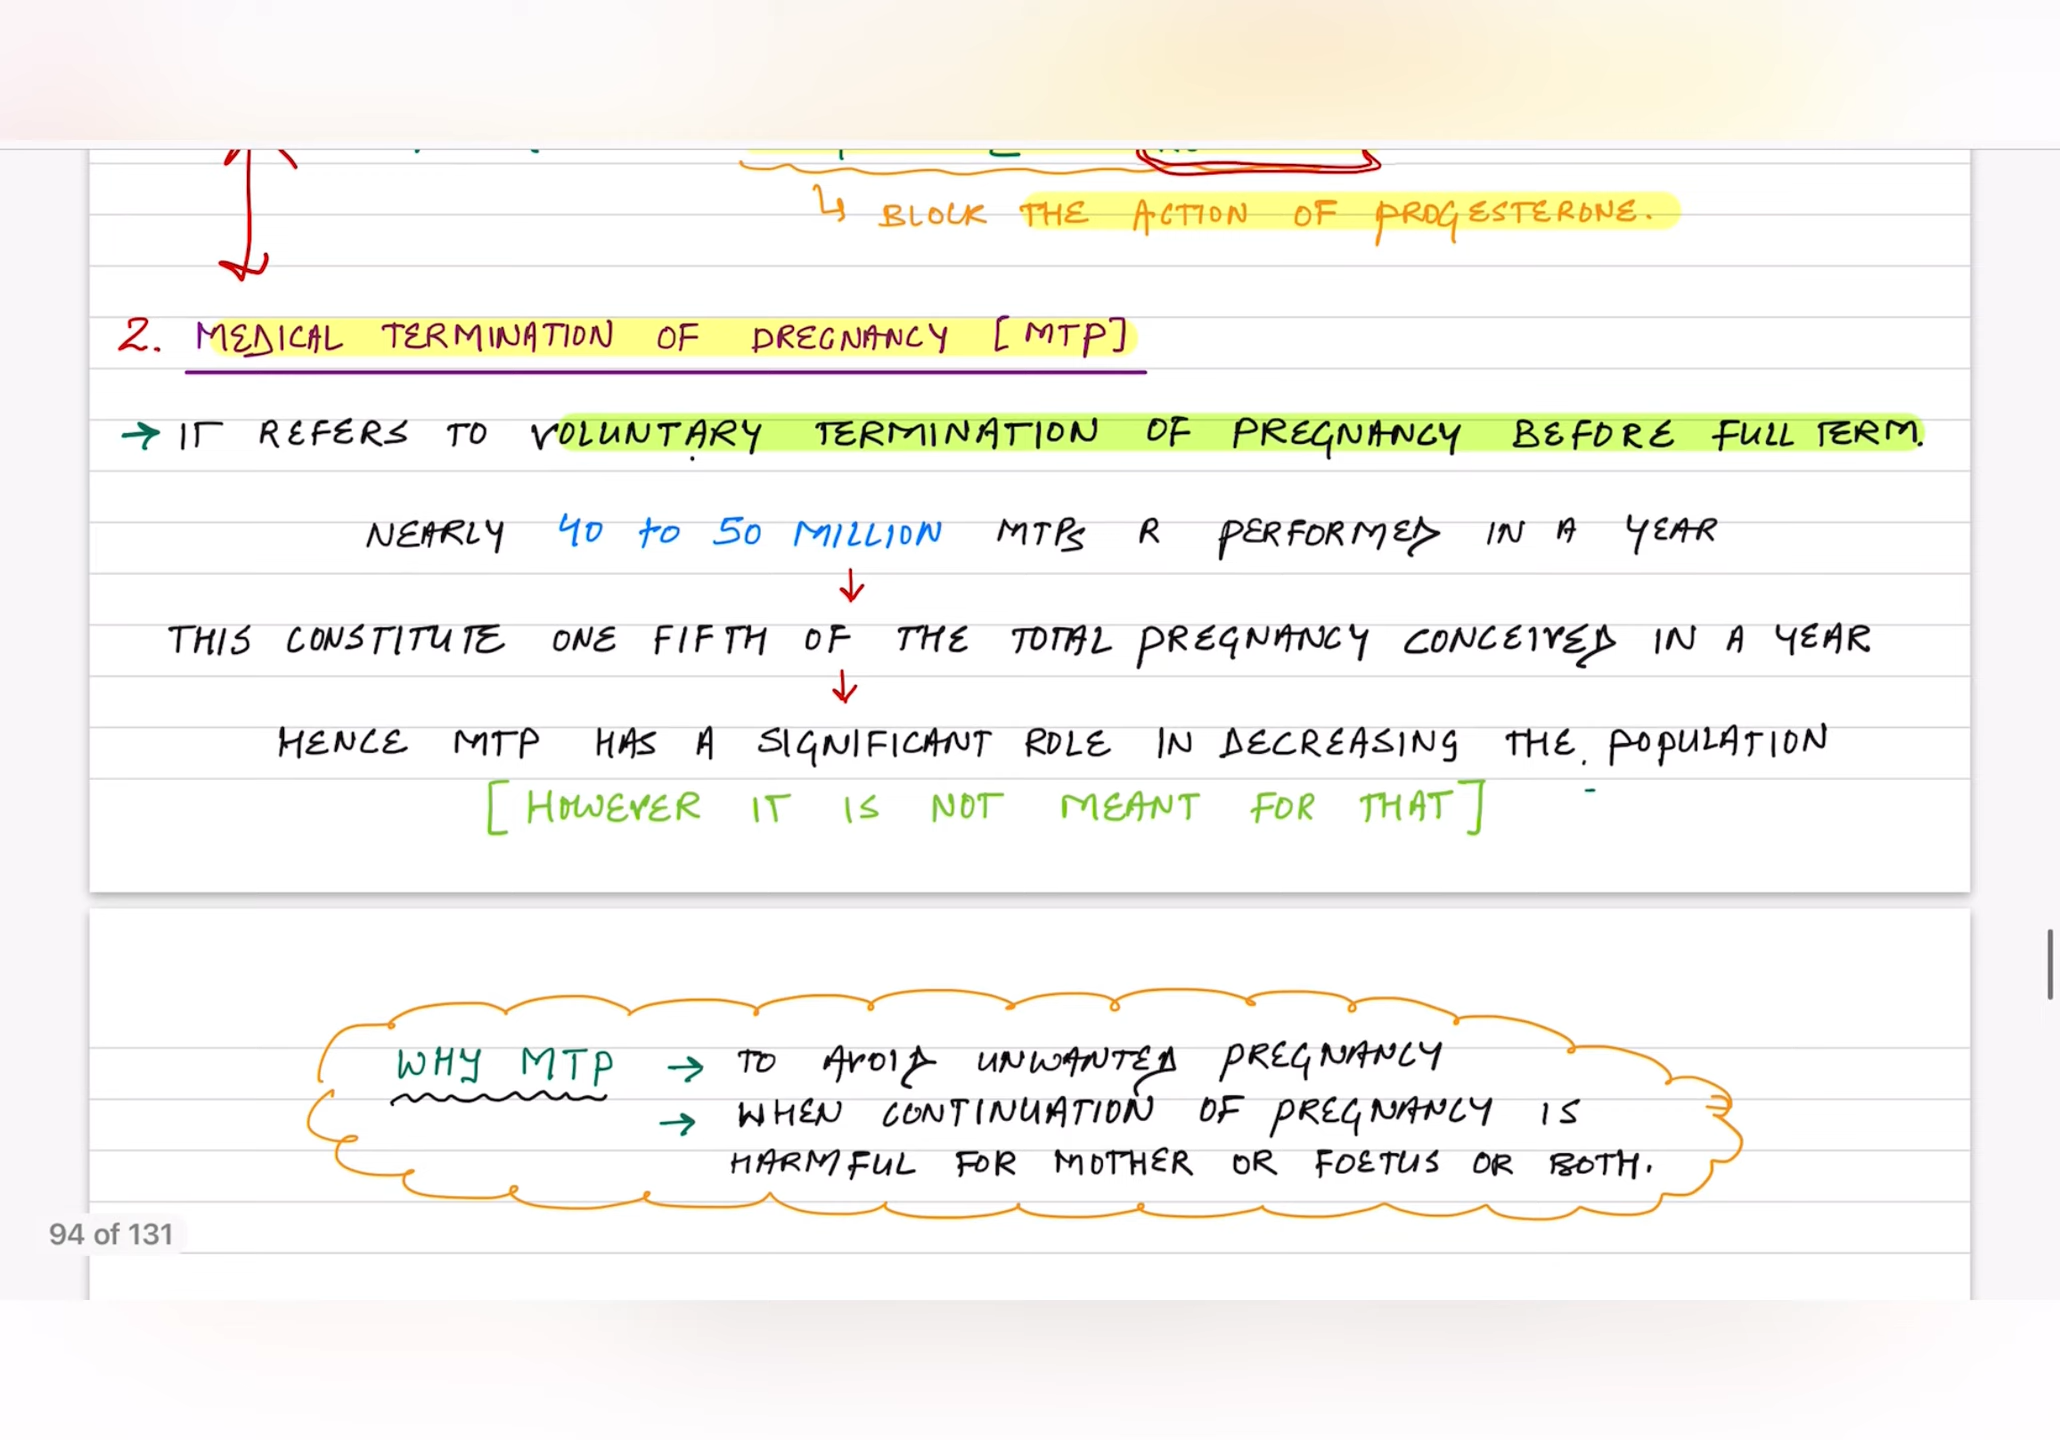 ↳ BLOCK THE ACTION OF PROGESTERONE.
2. MEDICAL TERMINATION OF PREGNANCY [MTP]
→ IT REFERS TO VOLUNTARY TERMINATION OF PREGNANCY BEFORE FULL TERM.
NEARLY 40 to 50 MILLION MTPs R PERFORMED IN A YEAR
↓
THIS CONSTITUTE ONE FIFTH OF THE TOTAL PREGNANCY CONCEIVED IN A YEAR
↓
HENCE MTP HAS A SIGNIFICANT ROLE IN DECREASING THE POPULATION
[HOWEVER IT IS NOT MEANT FOR THAT]
WHY MTP → TO AVOID UNWANTED PREGNANCY
→ WHEN CONTINUATION OF PREGNANCY IS
HARMFUL FOR MOTHER OR FOETUS OR BOTH.
94 of 131